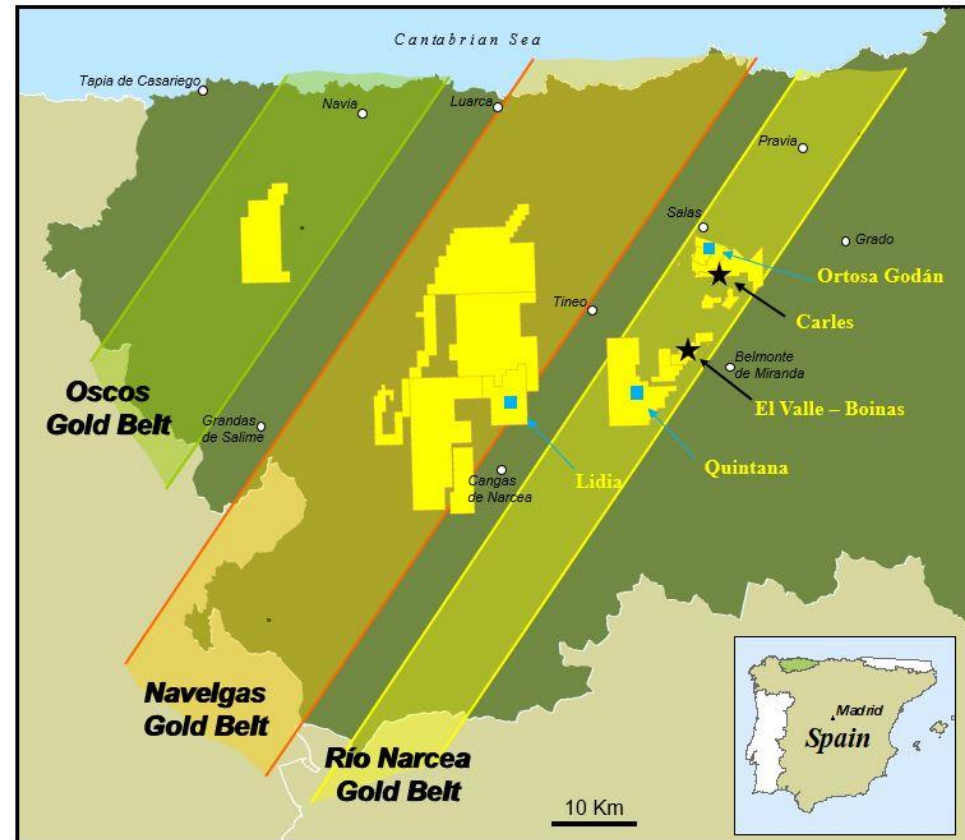 Cantabrian Sea
Tapia de Casariego
Navia
Luarca
Pravia
Salas
Grado
Ortosa Godán
Carles
Tineo
Belmonte
de Miranda
El Valle – Boinas
Oscos
Gold Belt
Grandas
de Salime
Quintana
Lidia
Cangas
de Narcea
Navelgas
Gold Belt
Río Narcea
Gold Belt
10 Km
Madrid
Spain